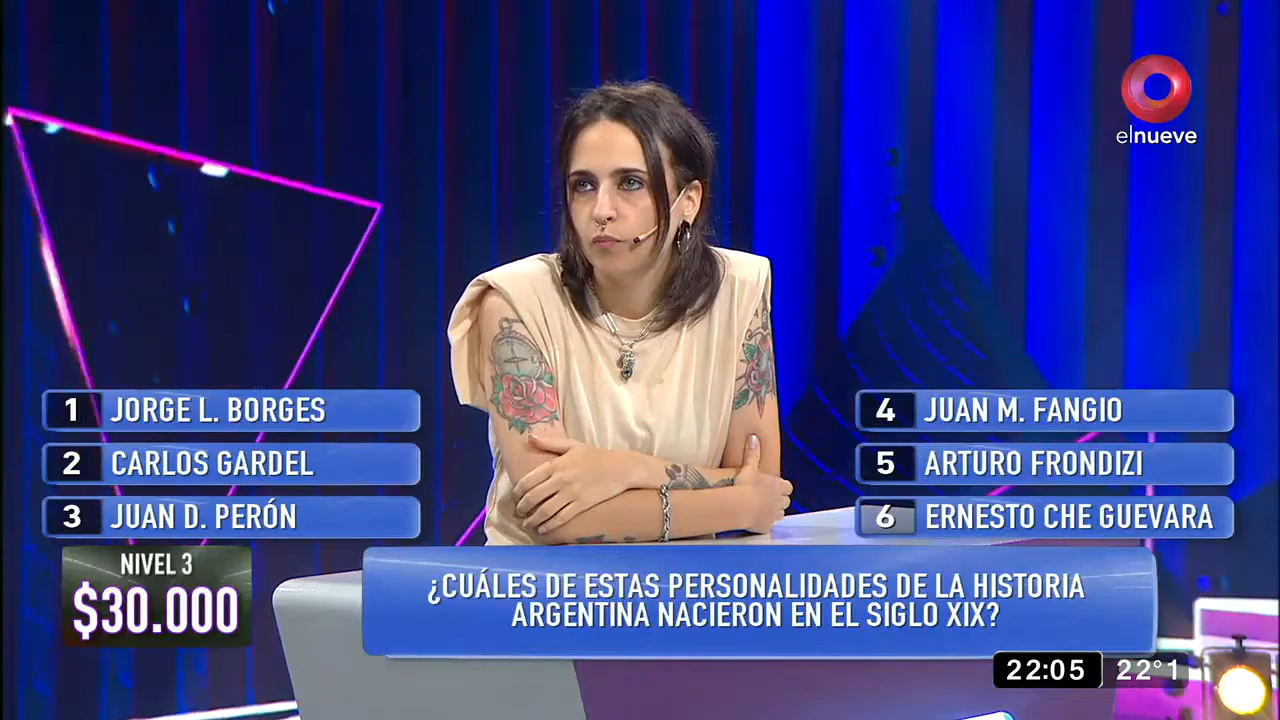 elnueve
1 JORGE L. BORGES
2 CARLOS GARDEL
3 JUAN D. PERÓN
4 JUAN M. FANGIO
5 ARTURO FRONDIZI
6 ERNESTO CHE GUEVARA
NIVEL 3
$30.000
¿CUÁLES DE ESTAS PERSONALIDADES DE LA HISTORIA
ARGENTINA NACIERON EN EL SIGLO XIX?
22:05 22°1